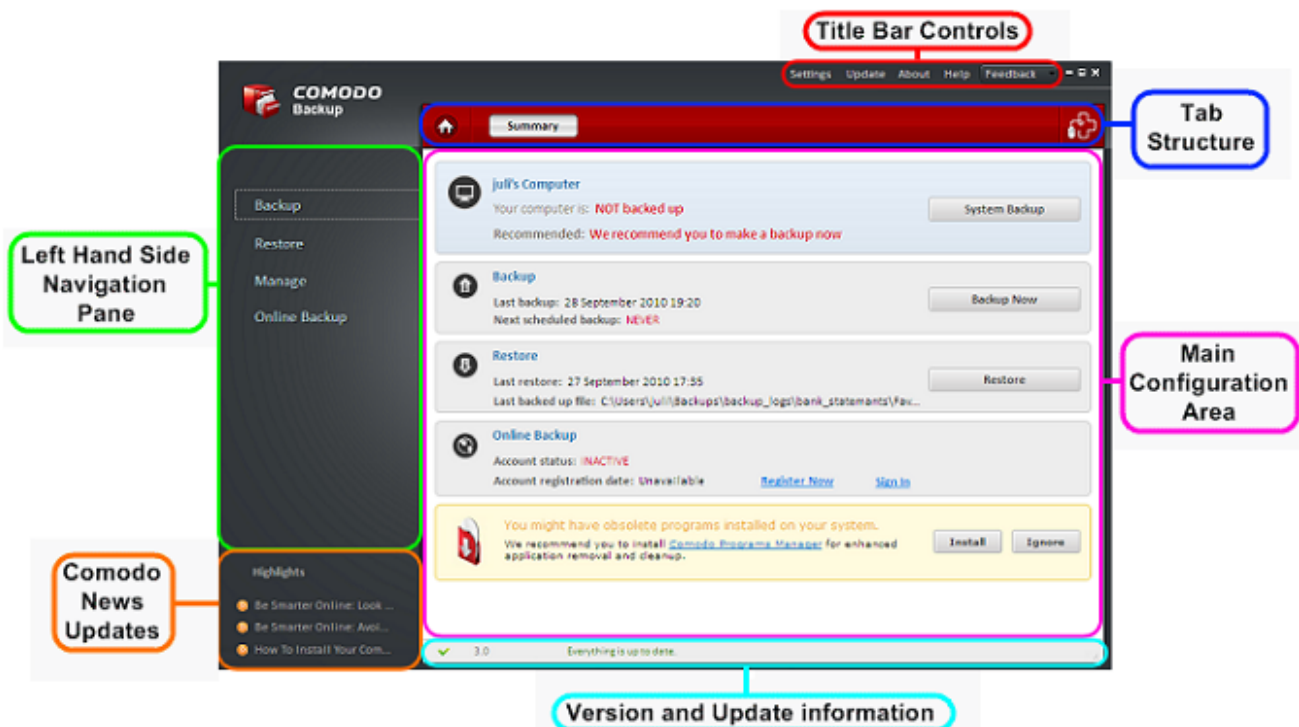 Title Bar Controls
Settings Update About Help Feedback
COMODO
Backup
Summary
Tab
Structure
Left Hand Side
Navigation
Pane
Backup
Restore
Manage
Online Backup
juli's Computer
Your computer is: NOT backed up
Recommended: We recommend you to make a backup now
System Backup
Backup
Last backup: 28 September 2010 19:20
Next scheduled backup: NEVER
Backup Now
Restore
Last restore: 27 September 2010 17:35
Last backed up file: C:\Users\juli\Backups\backup_logs\bank_statements\Fav...
Restore
Main
Configuration
Area
Online Backup
Account status: INACTIVE
Account registration date: Unavailable Register Now Sign In
You might have obsolete programs installed on your system.
We recommend you to install Comodo Programs Manager for enhanced
application removal and cleanup.
Install Ignore
Comodo
News
Updates
Highlights
Be Smarter Online: Look ...
Be Smarter Online: Avoi...
How To Install Your Com...
3.0 Everything is up to date.
Version and Update information